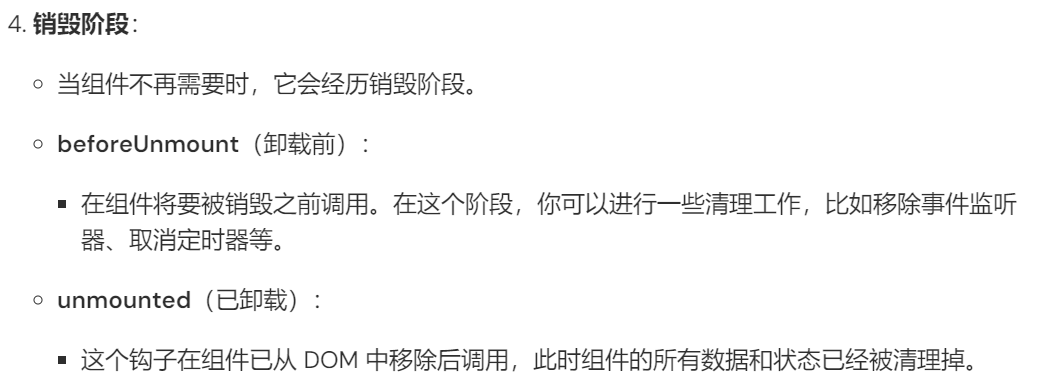 4. 销毁阶段：
当组件不再需要时，它会经历销毁阶段。
beforeUnmount（卸载前）：
在组件将要被销毁之前调用。在这个阶段，你可以进行一些清理工作，比如移除事件监听
器、取消定时器等。
unmounted（已卸载）：
这个钩子在组件已从 DOM 中移除后调用，此时组件的所有数据和状态已经被清理掉。